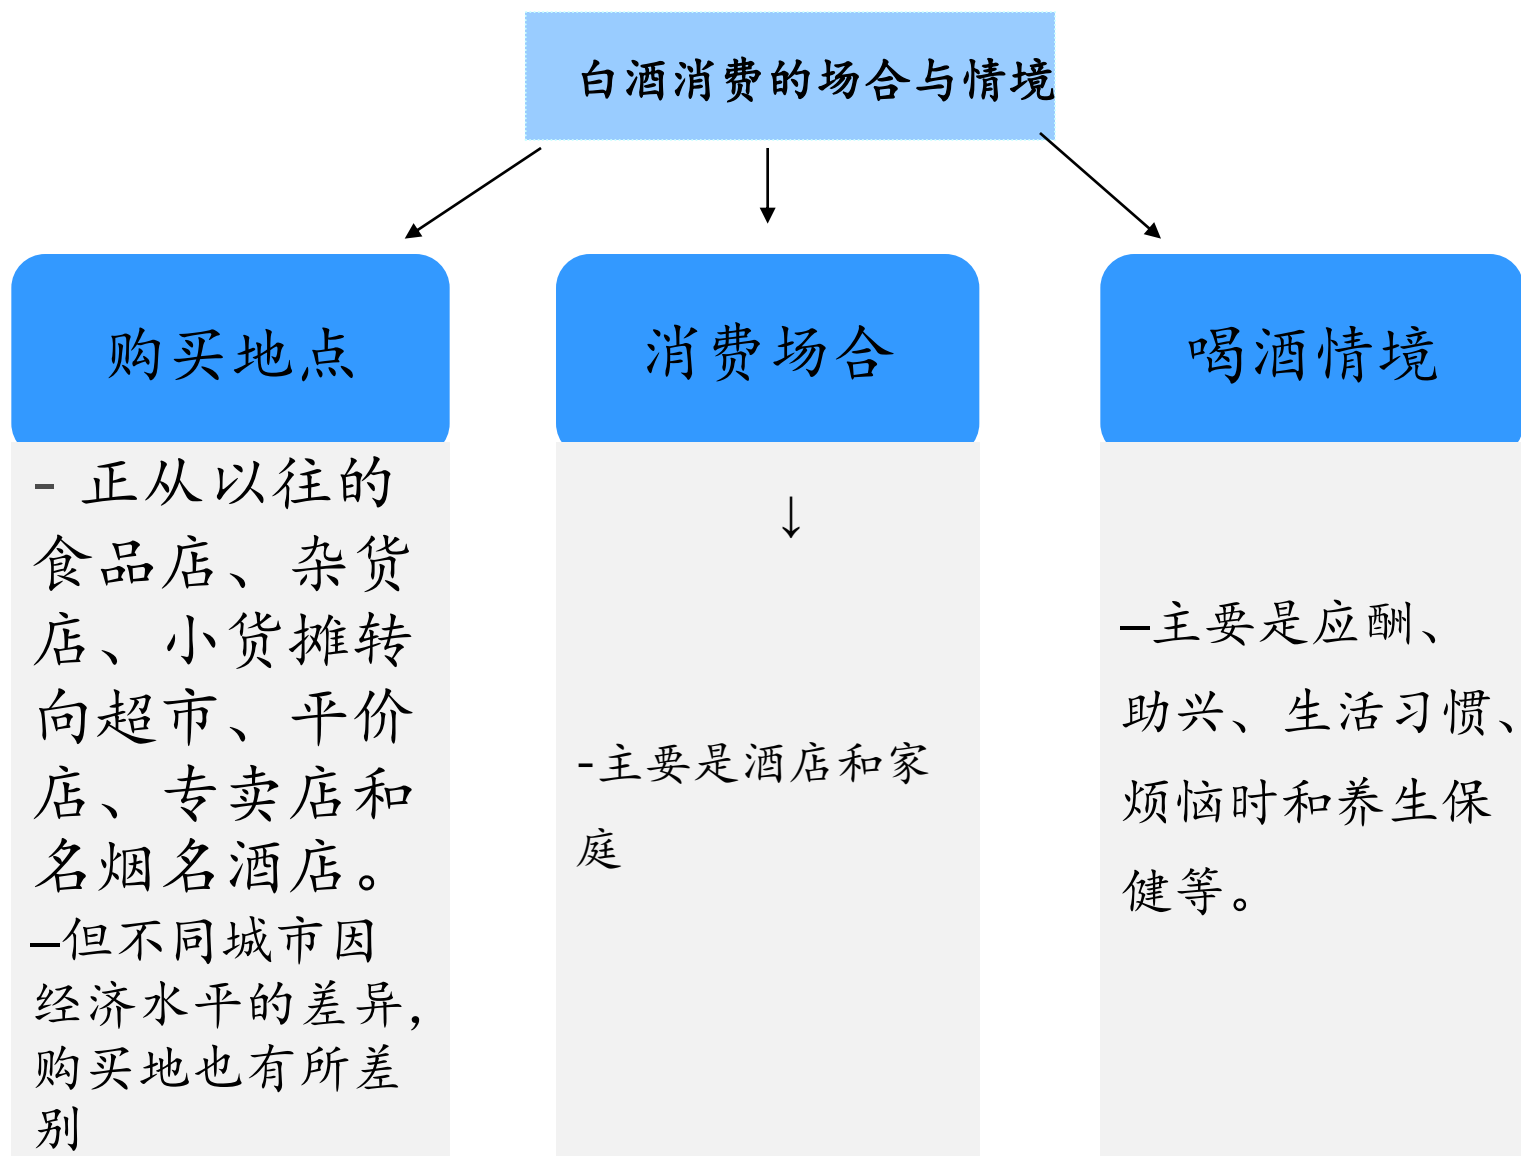 白酒消费的场合与情境
购买地点
- 正从以往的
食品店、杂货
店、小货摊转
向超市、平价
店、专卖店和
名烟名酒店。
–但不同城市因
经济水平的差异，
购买地也有所差
别
消费场合
↓
-主要是酒店和家
庭
喝酒情境
–主要是应酬、
助兴、生活习惯、
烦恼时和养生保
健等。